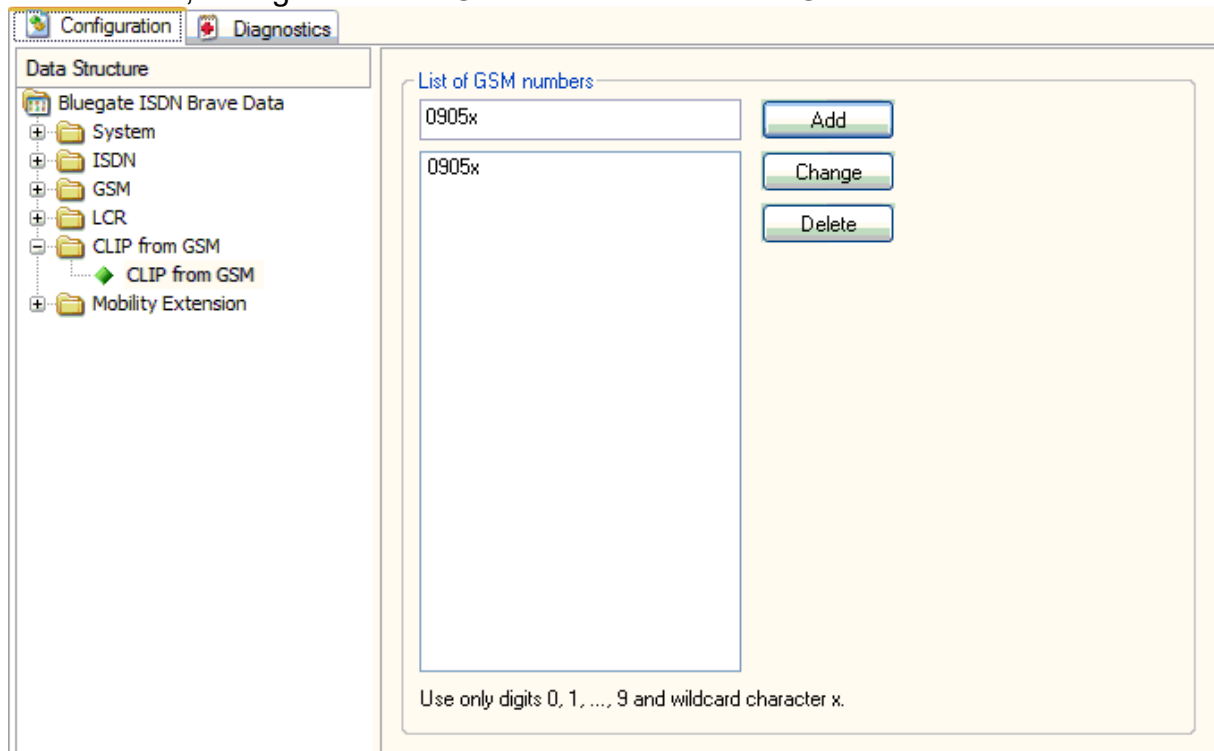 Configuration
Diagnostics
Data Structure
Bluegate ISDN Brave Data
System
ISDN
GSM
LCR
CLIP from GSM
CLIP from GSM
Mobility Extension
List of GSM numbers
0905x
Add
0905x
Change
Delete
Use only digits 0, 1, ..., 9 and wildcard character x.